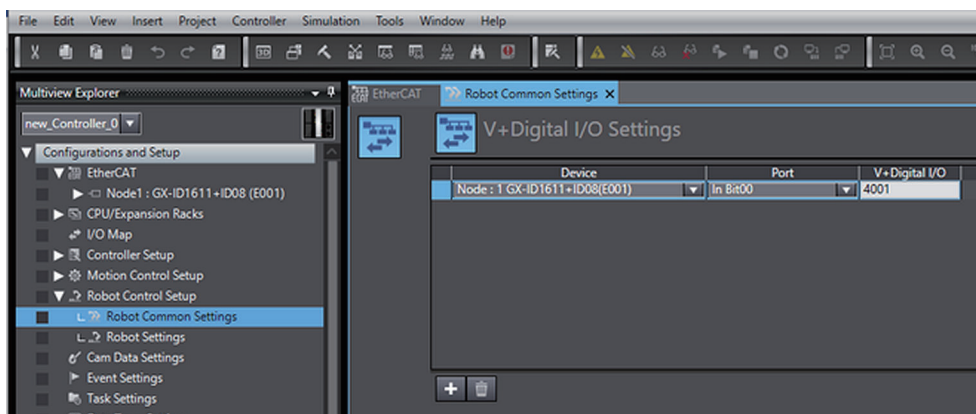 File Edit View Insert Project Controller Simulation Tools Window Help
3D
Multiview Explorer
EtherCAT
Robot Common Settings
new_Controller_0
V+Digital I/O Settings
Configurations and Setup
EtherCAT
Node1 : GX-ID1611+ID08 (E001)
CPU/Expansion Racks
I/O Map
Controller Setup
Motion Control Setup
Robot Control Setup
Robot Common Settings
Robot Settings
Cam Data Settings
Event Settings
Task Settings
Device Port V+Digital I/O
Node : 1 GX-ID1611+ID08(E001) In Bit00 4001